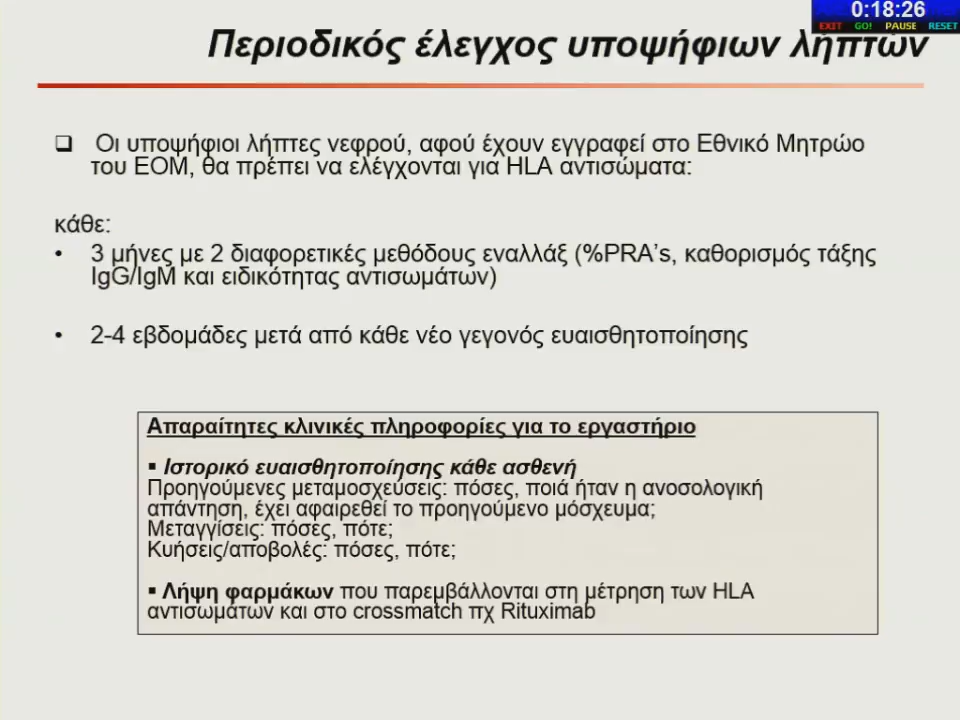 0:18:26
EXIT GO! PAUSE RESET
Περιοδικός έλεγχος υποψήφιων λήπτών
❑ Οι υποψήφιοι λήπτες νεφρού, αφού έχουν εγγραφεί στο Εθνικό Μητρώο
του ΕΟΜ, θα πρέπει να ελέγχονται για HLA αντισώματα:
κάθε:
• 3 μήνες με 2 διαφορετικές μεθόδους εναλλάξ (%PRA’s, καθορισμός τάξης
IgG/IgM και ειδικότητας αντισωμάτων)
• 2-4 εβδομάδες μετά από κάθε νέο γεγονός ευαισθητοποίησης
Απαραίτητες κλινικές πληροφορίες για το εργαστήριο
▪ Ιστορικό ευαισθητοποίησης κάθε ασθενή
Προηγούμενες μεταμοσχεύσεις: πόσες, ποιά ήταν η ανοσολογική
απάντηση, έχει αφαιρεθεί το προηγούμενο μόσχευμα;
Μεταγγίσεις: πόσες, πότε;
Κυήσεις/αποβολές: πόσες, πότε;
▪ Λήψη φαρμάκων που παρεμβάλλονται στη μέτρηση των HLA
αντισωμάτων και στο crossmatch πχ Rituximab